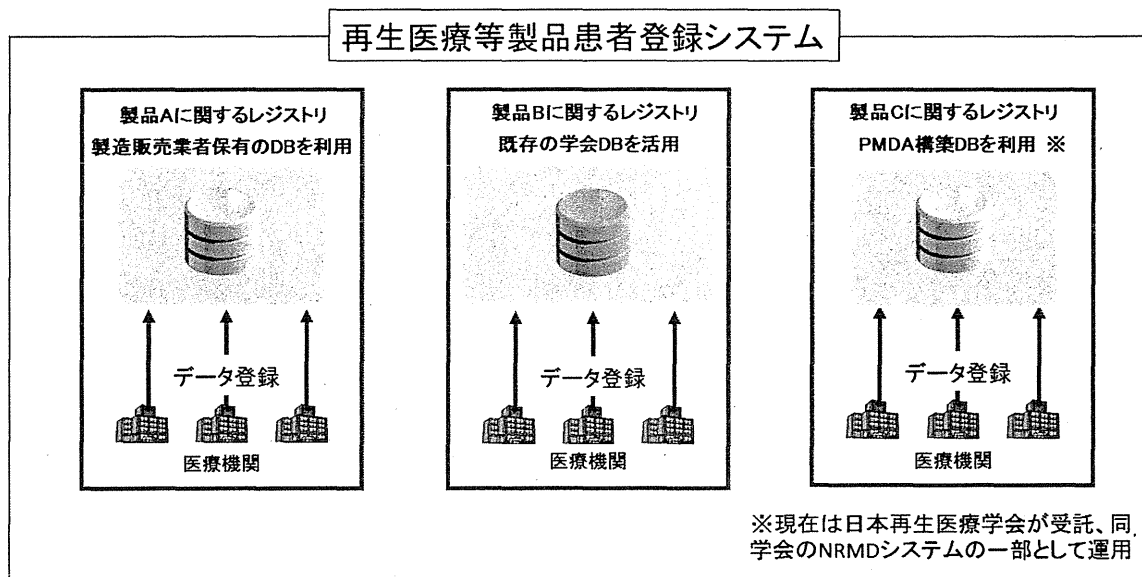 再生医療等製品患者登録システム
製品Aに関するレジストリ
製造販売業者保有のDBを利用
データ登録
医療機関
製品Bに関するレジストリ
既存の学会DBを活用
データ登録
医療機関
製品Cに関するレジストリ
PMDA構築DBを利用 ※
データ登録
医療機関
※現在は日本再生医療学会が受託、同
学会のNRMDシステムの一部として運用